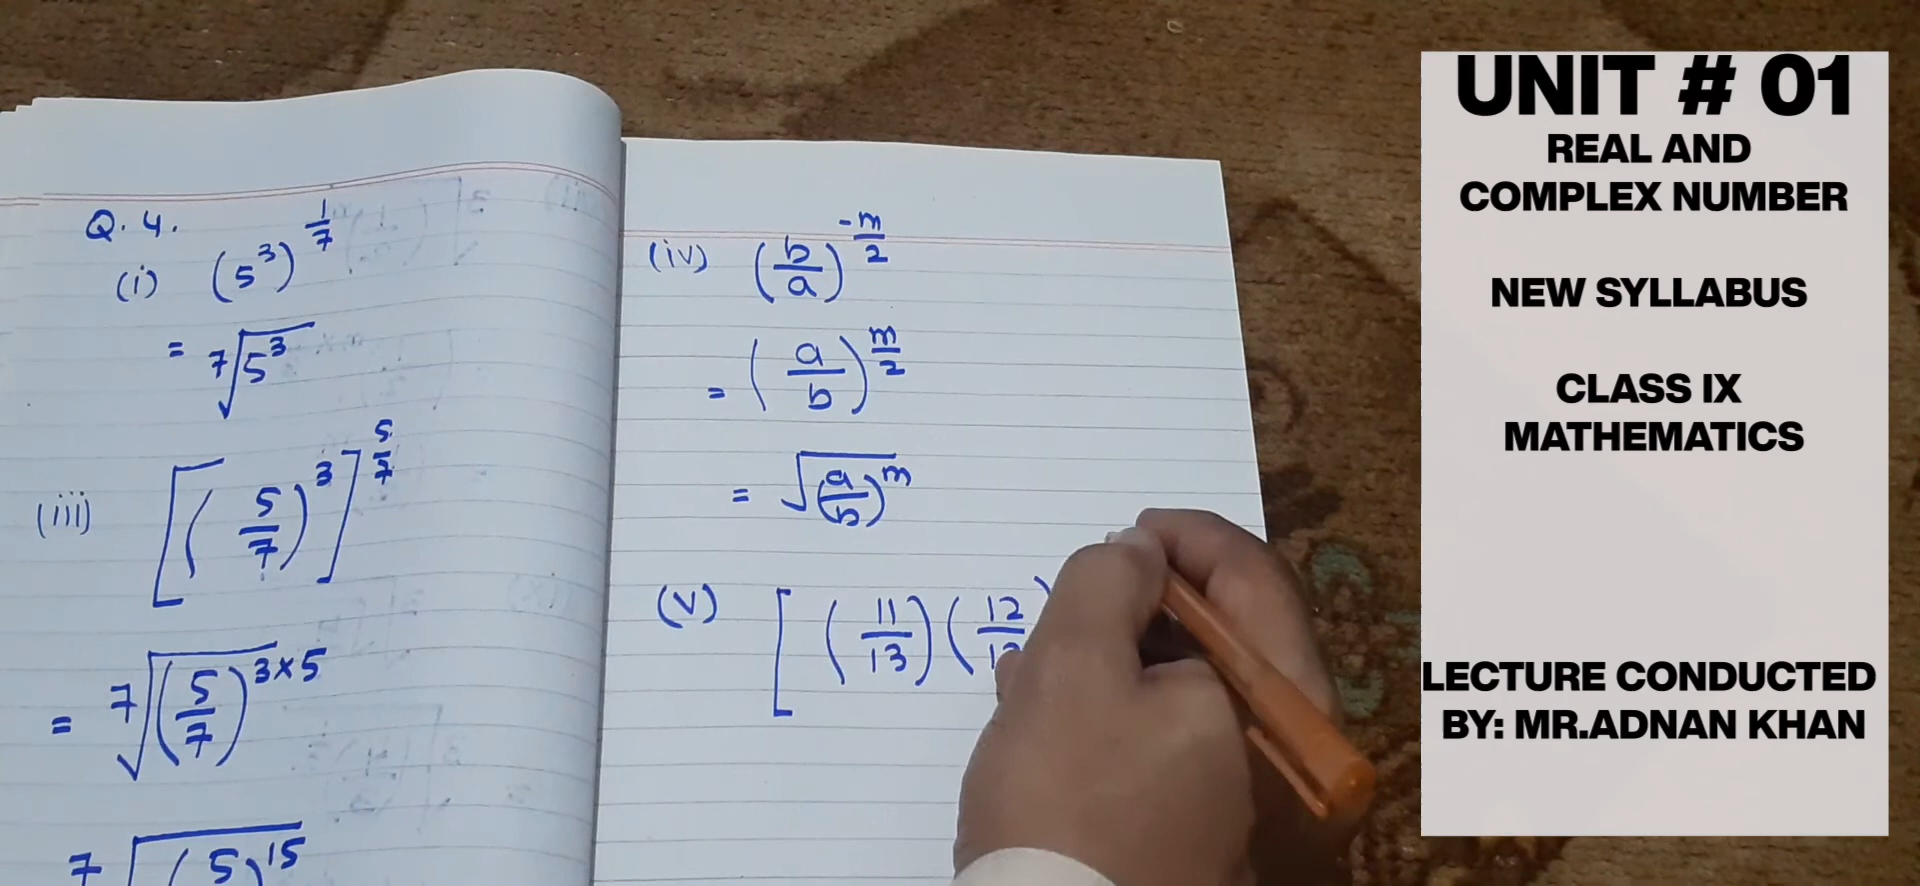 Q. 4.
(i) (5³)^(1/7)
= ⁷√5³
(iii) [(5/7)³]^(5/7)
= ⁷√(5/7)^(3×5)
⁷√(5)¹⁵
(iv) (b/a)^(-m/2)
= (a/b)^(m/2)
= √(a/b)^m
(v) [(11/13)(12/
UNIT # 01
REAL AND
COMPLEX NUMBER
NEW SYLLABUS
CLASS IX
MATHEMATICS
LECTURE CONDUCTED
BY: MR.ADNAN KHAN